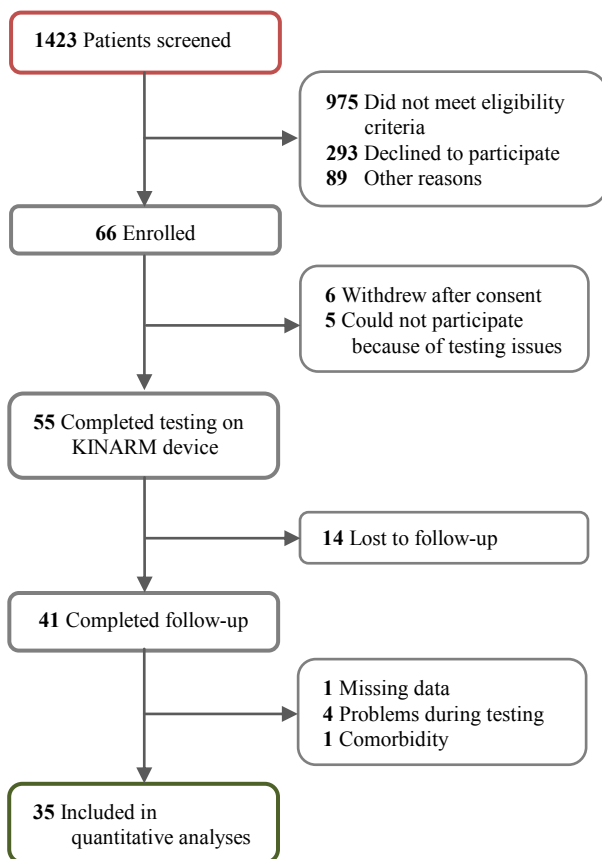 1423 Patients screened
975 Did not meet eligibility
criteria
293 Declined to participate
89 Other reasons
66 Enrolled
6 Withdrew after consent
5 Could not participate
because of testing issues
55 Completed testing on
KINARM device
14 Lost to follow-up
41 Completed follow-up
1 Missing data
4 Problems during testing
1 Comorbidity
35 Included in
quantitative analyses